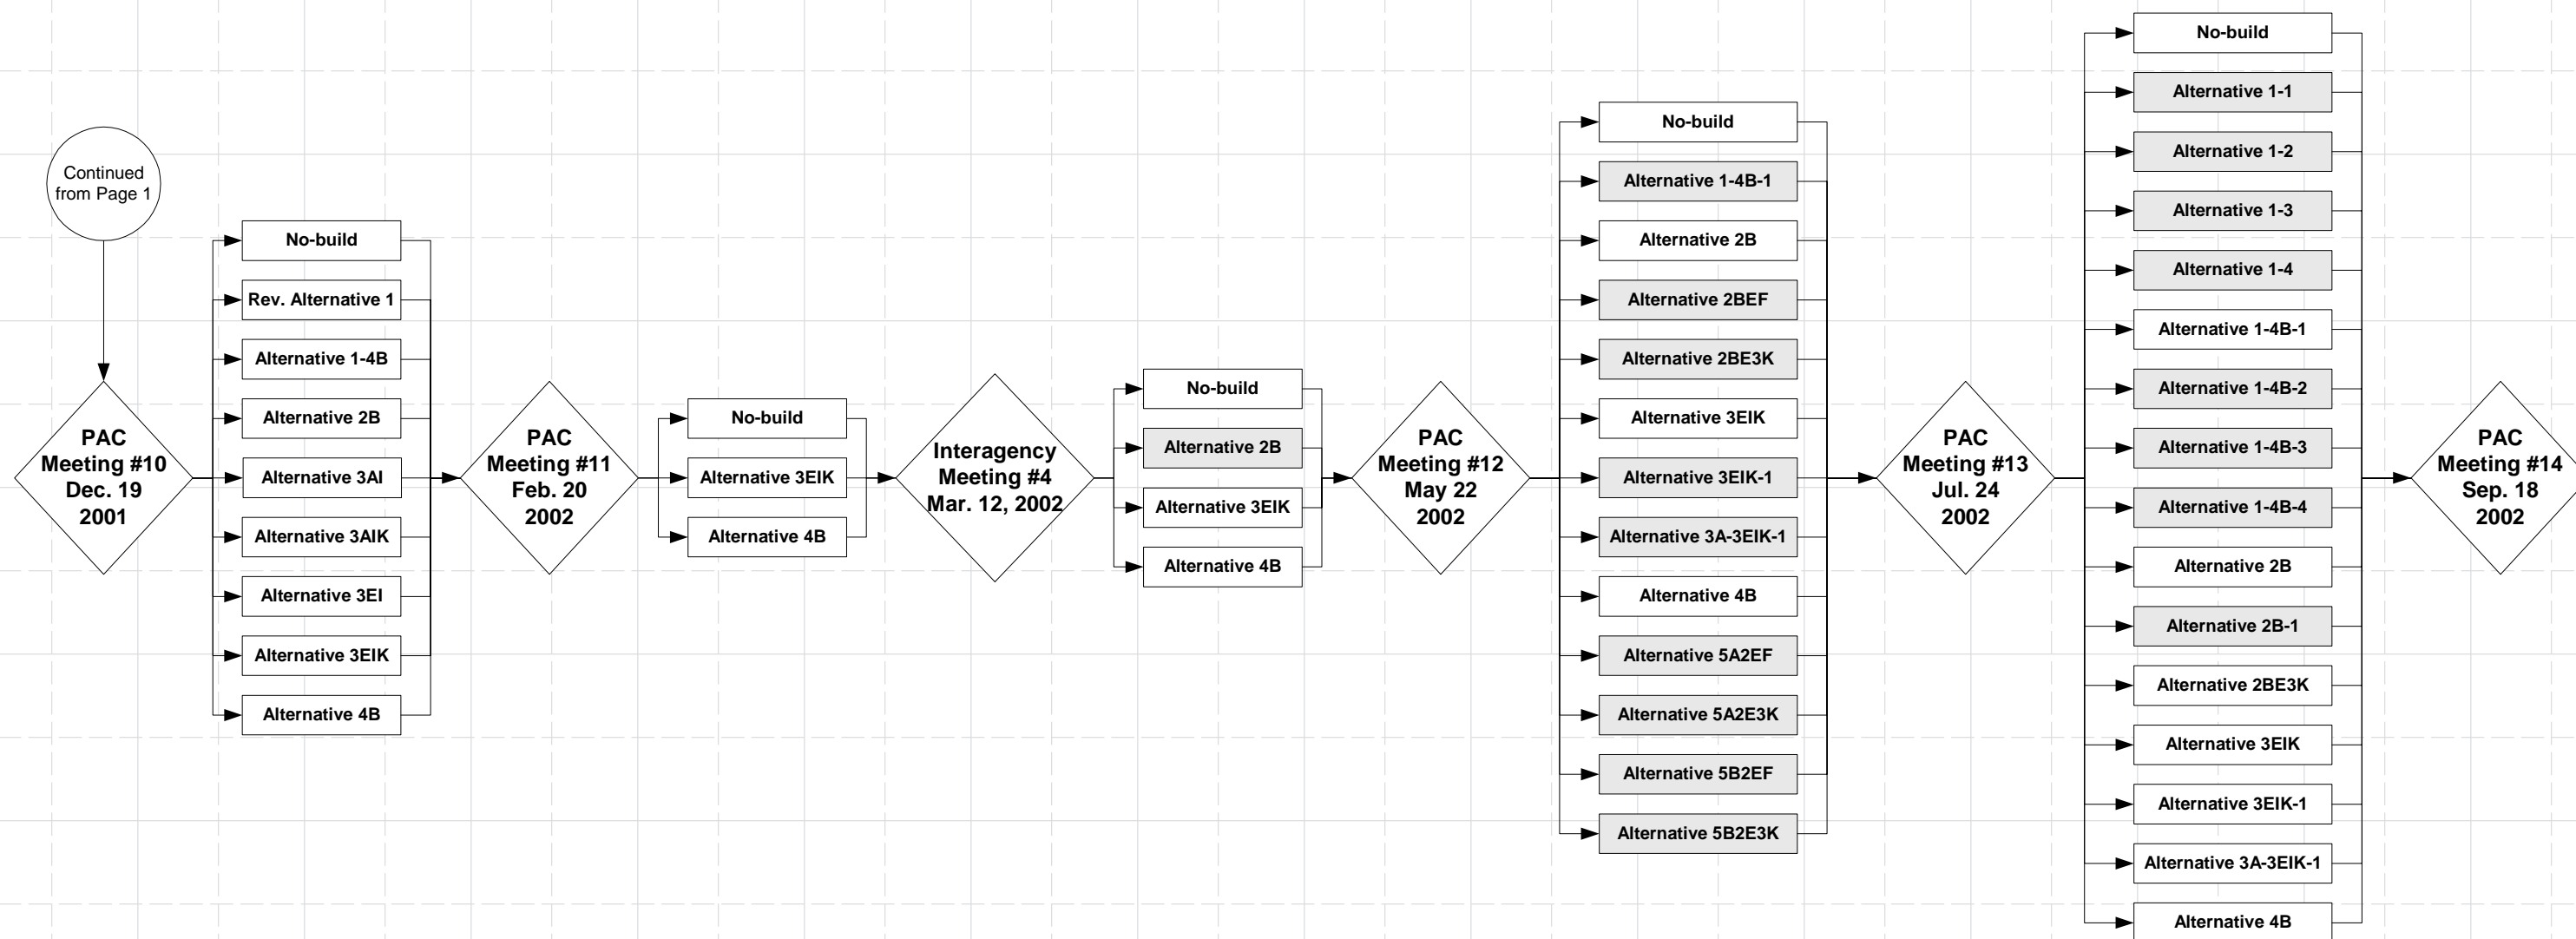 Continued
from Page 1
PAC
Meeting #10
Dec. 19
2001
No-build
Rev. Alternative 1
Alternative 1-4B
Alternative 2B
Alternative 3AI
Alternative 3AIK
Alternative 3EI
Alternative 3EIK
Alternative 4B
PAC
Meeting #11
Feb. 20
2002
No-build
Alternative 3EIK
Alternative 4B
Interagency
Meeting #4
Mar. 12, 2002
No-build
Alternative 2B
Alternative 3EIK
Alternative 4B
PAC
Meeting #12
May 22
2002
No-build
Alternative 1-4B-1
Alternative 2B
Alternative 2BEF
Alternative 2BE3K
Alternative 3EIK
Alternative 3EIK-1
Alternative 3A-3EIK-1
Alternative 4B
Alternative 5A2EF
Alternative 5A2E3K
Alternative 5B2EF
Alternative 5B2E3K
PAC
Meeting #13
Jul. 24
2002
No-build
Alternative 1-1
Alternative 1-2
Alternative 1-3
Alternative 1-4
Alternative 1-4B-1
Alternative 1-4B-2
Alternative 1-4B-3
Alternative 1-4B-4
Alternative 2B
Alternative 2B-1
Alternative 2BE3K
Alternative 3EIK
Alternative 3EIK-1
Alternative 3A-3EIK-1
Alternative 4B
PAC
Meeting #14
Sep. 18
2002